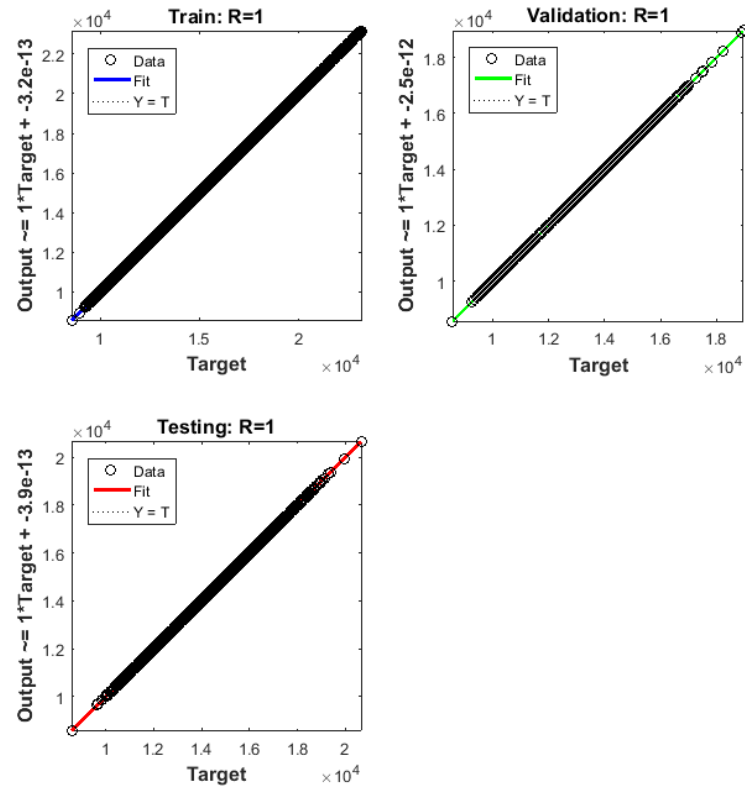 Train: R=1
×10^4
Output ~= 1*Target + -3.2e-13
Data
Fit
Y = T
2.2
2
1.8
1.6
1.4
1.2
1
1
1.5
2
Target
×10^4
Validation: R=1
×10^4
Output ~= 1*Target + -2.5e-12
Data
Fit
Y = T
1.8
1.6
1.4
1.2
1
1
1.2
1.4
1.6
1.8
Target
×10^4
Testing: R=1
×10^4
Output ~= 1*Target + -3.9e-13
Data
Fit
Y = T
2
1.8
1.6
1.4
1.2
1
1
1.2
1.4
1.6
1.8
2
Target
×10^4